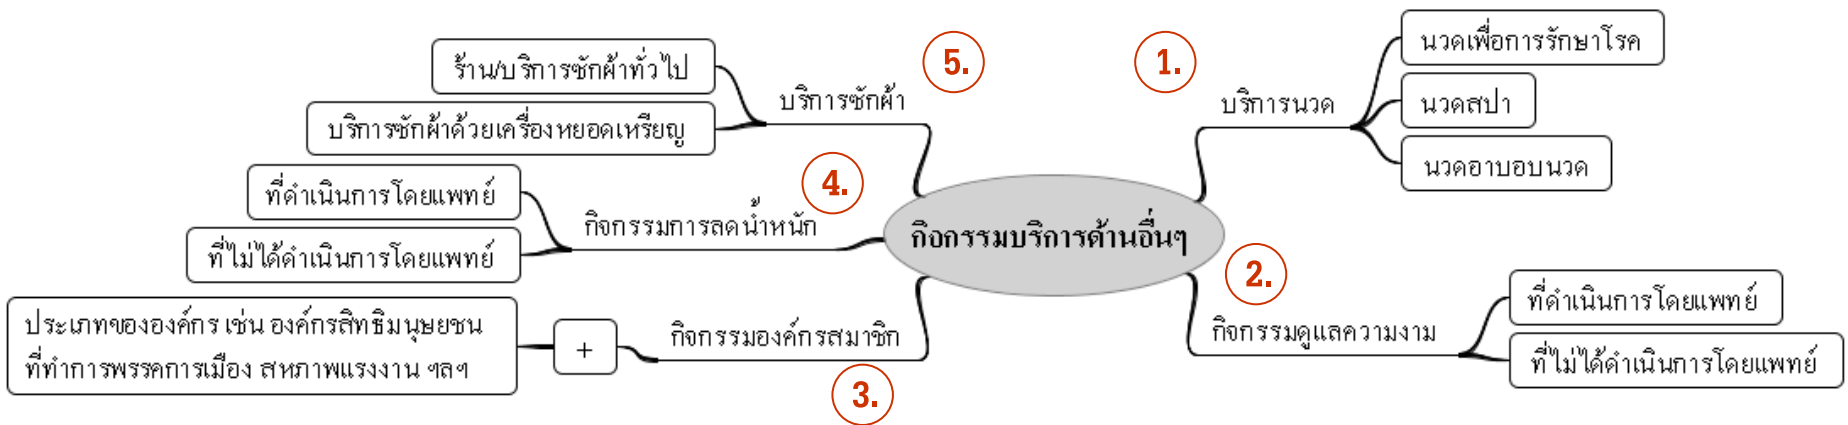 กิจกรรมบริการด้านอื่นๆ
1.
บริการนวด
นวดเพื่อการรักษาโรค
นวดสปา
นวดอาบอบนวด
2.
กิจกรรมดูแลความงาม
ที่ดำเนินการโดยแพทย์
ที่ไม่ได้ดำเนินการโดยแพทย์
3.
กิจกรรมองค์กรสมาชิก
+
ประเภทขององค์กร เช่น องค์กรสิทธิมนุษยชน
ที่ทำการพรรคการเมือง สหภาพแรงงาน ฯลฯ
4.
กิจกรรมการลดน้ำหนัก
ที่ดำเนินการโดยแพทย์
ที่ไม่ได้ดำเนินการโดยแพทย์
5.
บริการซักผ้า
ร้าน/บริการซักผ้าทั่วไป
บริการซักผ้าด้วยเครื่องหยอดเหรียญ